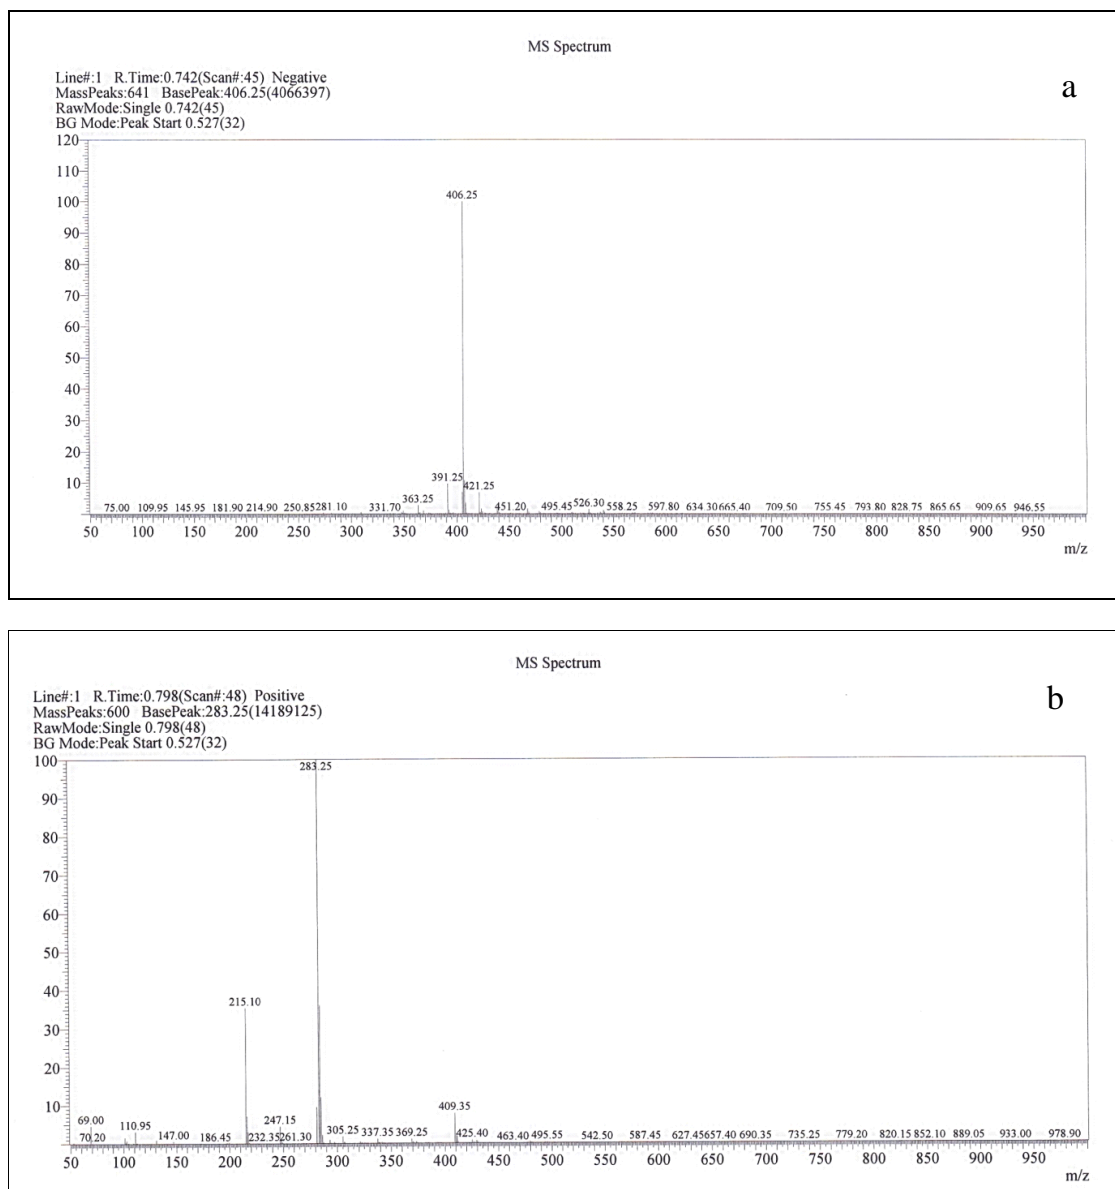 MS Spectrum
Line#:1 R.Time:0.742(Scan#:45) Negative
MassPeaks:641 BasePeak:406.25(4066397)
RawMode:Single 0.742(45)
BG Mode:Peak Start 0.527(32)
a
120
110
100
90
80
70
60
50
40
30
20
10
406.25
391.25
421.25
363.25
75.00 109.95 145.95 181.90 214.90 250.85 281.10 331.70 451.20 495.45 526.30 558.25 597.80 634.30 665.40 709.50 755.45 793.80 828.75 865.65 909.65 946.55
50 100 150 200 250 300 350 400 450 500 550 600 650 700 750 800 850 900 950
m/z
MS Spectrum
Line#:1 R.Time:0.798(Scan#:48) Positive
MassPeaks:600 BasePeak:283.25(14189125)
RawMode:Single 0.798(48)
BG Mode:Peak Start 0.527(32)
b
100
90
80
70
60
50
40
30
20
10
283.25
215.10
409.35
69.00 110.95 247.15
70.20 147.00 186.45 232.35 261.30 305.25 337.35 369.25 425.40 463.40 495.55 542.50 587.45 627.45 657.40 690.35 735.25 779.20 820.15 852.10 889.05 933.00 978.90
50 100 150 200 250 300 350 400 450 500 550 600 650 700 750 800 850 900 950
m/z